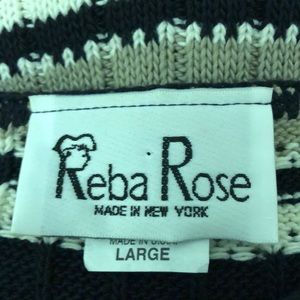 Reba Rose
MADE IN NEW YORK
MADE IN U.S.A.
LARGE